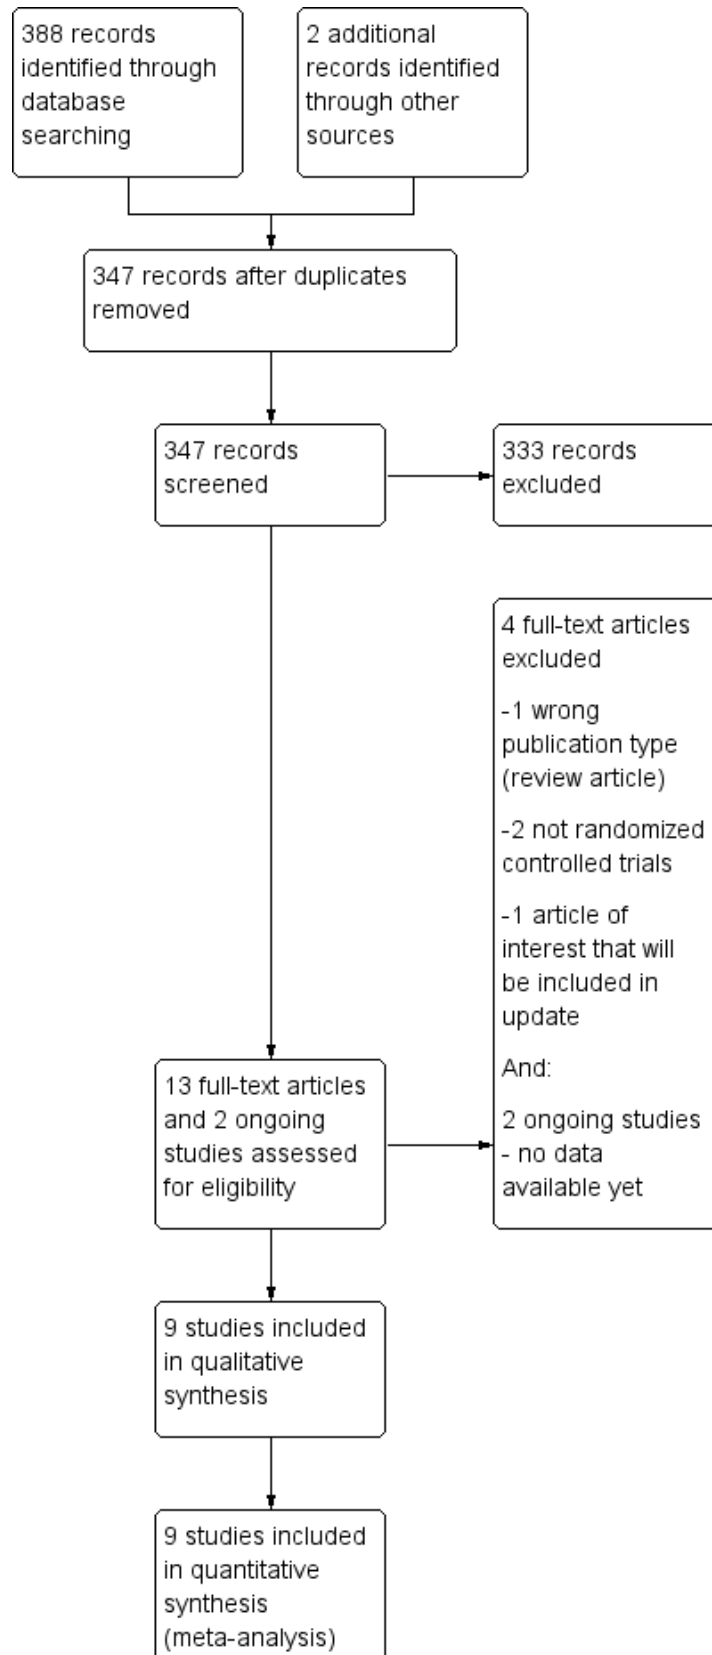 388 records
identified through
database
searching
2 additional
records identified
through other
sources
347 records after duplicates
removed
347 records
screened
333 records
excluded
4 full-text articles
excluded
-1 wrong
publication type
(review article)
-2 not randomized
controlled trials
-1 article of
interest that will
be included in
update
And:
2 ongoing studies
- no data
available yet
13 full-text articles
and 2 ongoing
studies assessed
for eligibility
9 studies included
in qualitative
synthesis
9 studies included
in quantitative
synthesis
(meta-analysis)